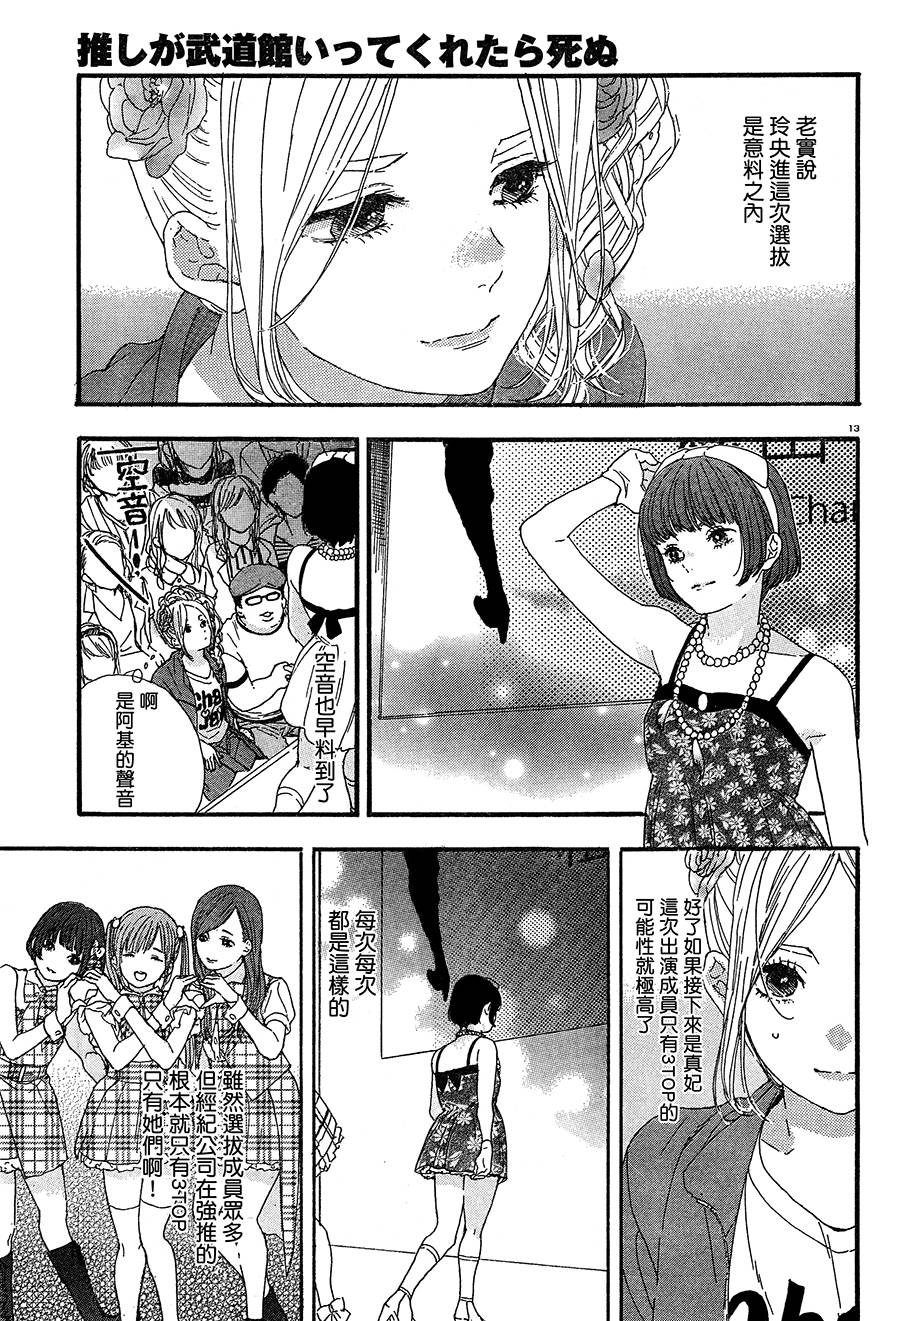 推しが武道館いってくれたら死ぬ
老實說
玲央進這次選拔
是意料之內
13
Cha
空音也早料到了
空音ー！
啊
是阿基的聲音
Cha
好了如果接下來是真妃
這次出演成員只有3TOP的
可能性就極高了
每次每次
都是這樣的
雖然選拔成員眾多
但經紀公司在強推的
根本就只有3TOP
只有她們啊！